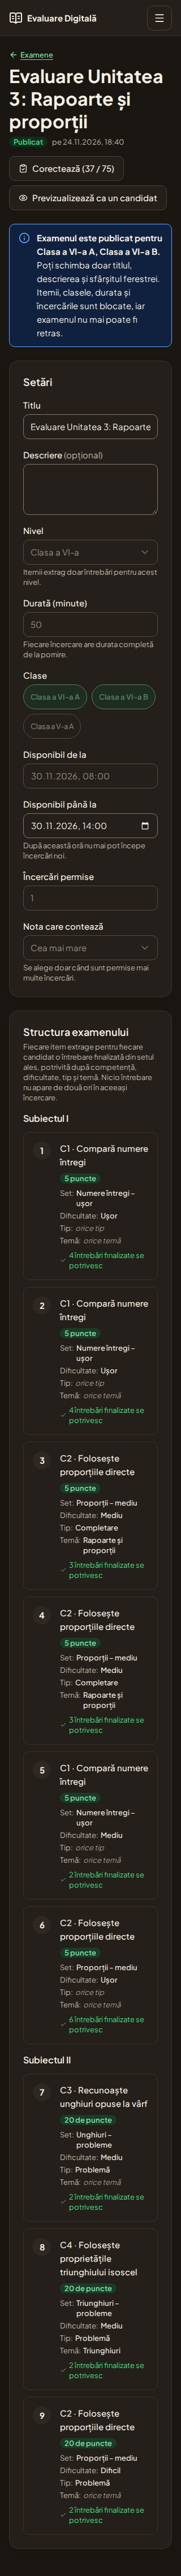 Evaluare Digitală
Examene
Evaluare Unitatea
3: Rapoarte și
proporții
Publicat pe 24.11.2026, 18:40
Corectează (37 / 75)
Previzualizează ca un candidat
Examenul este publicat pentru
Clasa a VI-a A, Clasa a VI-a B.
Poți schimba doar titlul,
descrierea și sfârșitul ferestrei.
Itemii, clasele, durata și
încercările sunt blocate, iar
examenul nu mai poate fi
retras.
Setări
Titlu
Evaluare Unitatea 3: Rapoarte
Descriere (opțional)
Nivel
Clasa a VI-a
Itemii extrag doar întrebări pentru acest
nivel.
Durată (minute)
50
Fiecare încercare are durata completă
de la pornire.
Clase
Clasa a VI-a A
Clasa a VI-a B
Clasa a V-a A
Disponibil de la
30.11.2026, 08:00
Disponibil până la
30.11.2026, 14:00
După această oră nu mai pot începe
încercări noi.
Încercări permise
1
Nota care contează
Cea mai mare
Se alege doar când sunt permise mai
multe încercări.
Structura examenului
Fiecare item extrage pentru fiecare
candidat o întrebare finalizată din setul
ales, potrivită după competență,
dificultate, tip și temă. Nicio întrebare
nu apare de două ori în aceeași
încercare.
Subiectul I
1
C1 · Compară numere
întregi
5 puncte
Set: Numere întregi –
ușor
Dificultate: Ușor
Tip: orice tip
Temă: orice temă
4 întrebări finalizate se
potrivesc
2
C1 · Compară numere
întregi
5 puncte
Set: Numere întregi –
ușor
Dificultate: Ușor
Tip: orice tip
Temă: orice temă
4 întrebări finalizate se
potrivesc
3
C2 · Folosește
proporțiile directe
5 puncte
Set: Proporții – mediu
Dificultate: Mediu
Tip: Completare
Temă: Rapoarte și
proporții
3 întrebări finalizate se
potrivesc
4
C2 · Folosește
proporțiile directe
5 puncte
Set: Proporții – mediu
Dificultate: Mediu
Tip: Completare
Temă: Rapoarte și
proporții
3 întrebări finalizate se
potrivesc
5
C1 · Compară numere
întregi
5 puncte
Set: Numere întregi –
ușor
Dificultate: Mediu
Tip: orice tip
Temă: orice temă
2 întrebări finalizate se
potrivesc
6
C2 · Folosește
proporțiile directe
5 puncte
Set: Proporții – mediu
Dificultate: Ușor
Tip: orice tip
Temă: orice temă
6 întrebări finalizate se
potrivesc
Subiectul II
7
C3 · Recunoaște
unghiuri opuse la vârf
20 de puncte
Set: Unghiuri –
probleme
Dificultate: Mediu
Tip: Problemă
Temă: orice temă
2 întrebări finalizate se
potrivesc
8
C4 · Folosește
proprietățile
triunghiului isoscel
20 de puncte
Set: Triunghiuri –
probleme
Dificultate: Mediu
Tip: Problemă
Temă: Triunghiuri
2 întrebări finalizate se
potrivesc
9
C2 · Folosește
proporțiile directe
20 de puncte
Set: Proporții – mediu
Dificultate: Dificil
Tip: Problemă
Temă: orice temă
2 întrebări finalizate se
potrivesc